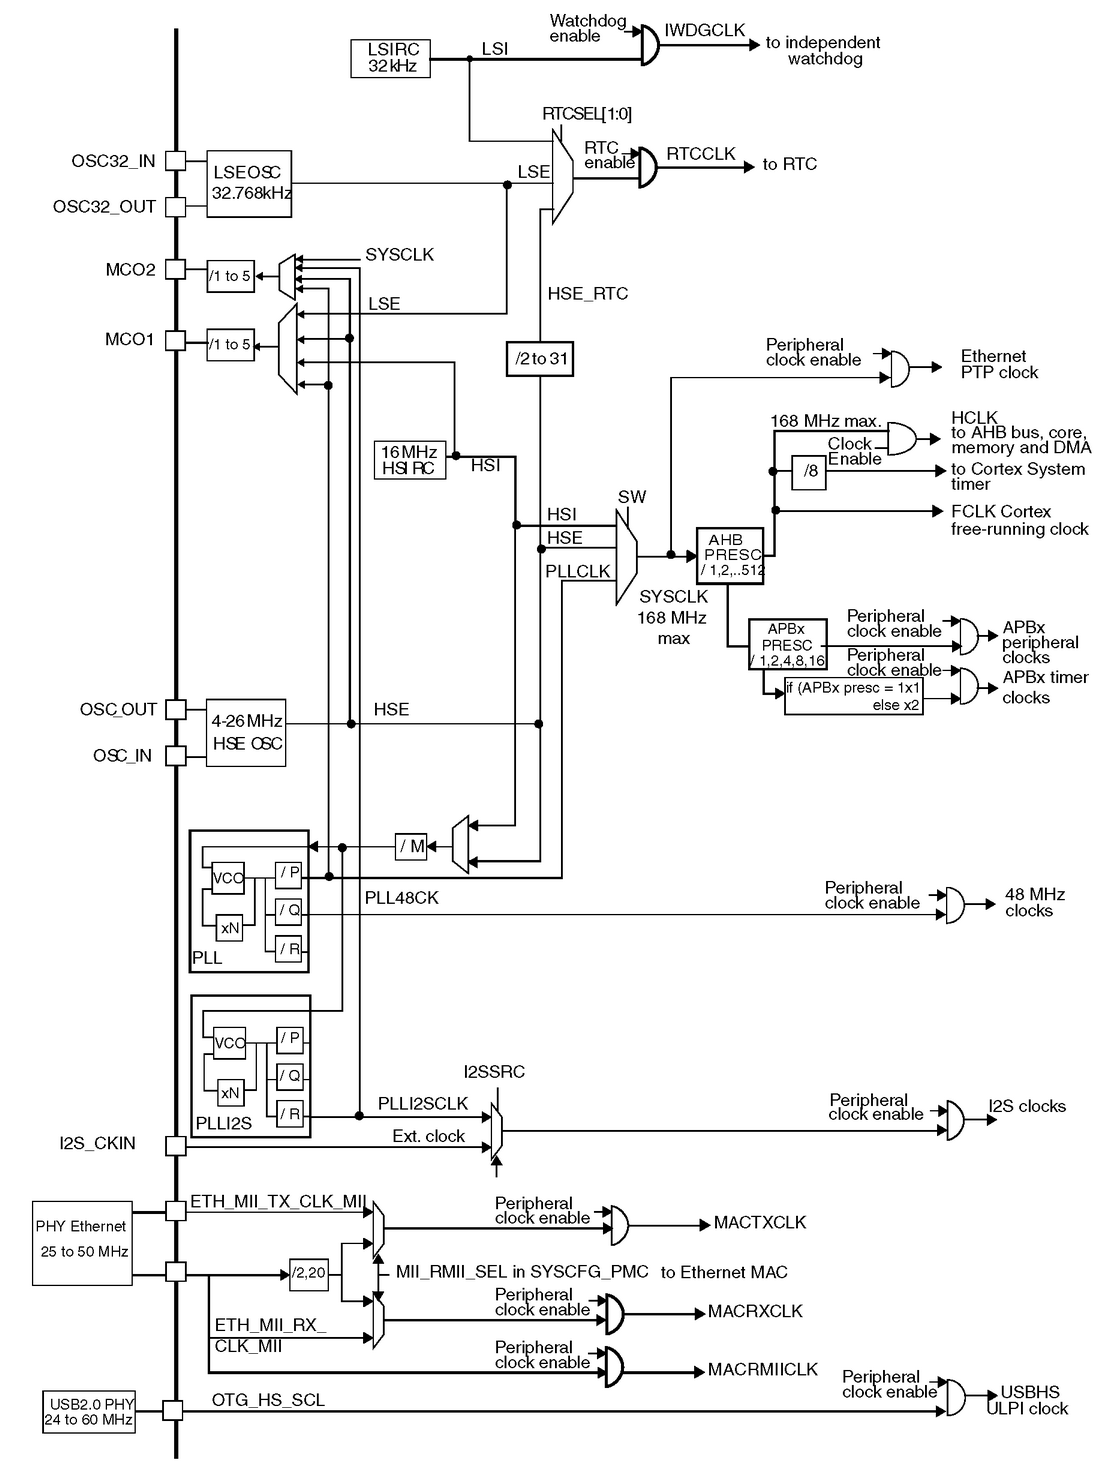 Watchdog
enable
IWDGCLK
to independent
watchdog
LSIRC
32kHz
LSI
RTCSEL[1:0]
OSC32_IN
OSC32_OUT
LSEOSC
32.768kHz
LSE
RTC
enable
RTCCLK
to RTC
MCO2
/1 to 5
SYSCLK
LSE
MCO1
/1 to 5
HSE_RTC
/2 to 31
Peripheral
clock enable
Ethernet
PTP clock
168 MHz max.
Clock
Enable
HCLK
to AHB bus, core,
memory and DMA
/8
to Cortex System
timer
FCLK Cortex
free-running clock
16MHz
HSI RC
HSI
SW
HSI
HSE
PLLCLK
SYSCLK
168 MHz
max
AHB
PRESC
/ 1,2,..512
APBx
PRESC
/ 1,2,4,8,16
Peripheral
clock enable
APBx
peripheral
clocks
Peripheral
clock enable
APBx timer
clocks
if (APBx presc = 1x1
else x2
OSC_OUT
OSC_IN
4-26MHz
HSE OSC
HSE
/ M
VCO
xN
/ P
/ Q
/ R
PLL
PLL48CK
Peripheral
clock enable
48 MHz
clocks
VCO
xN
/ P
/ Q
/ R
PLLI2S
PLLI2SCLK
I2SSRC
Ext. clock
I2S_CKIN
Peripheral
clock enable
I2S clocks
PHY Ethernet
25 to 50 MHz
ETH_MII_TX_CLK_MII
Peripheral
clock enable
MACTXCLK
/2,20
MII_RMII_SEL in SYSCFG_PMC
to Ethernet MAC
ETH_MII_RX_
CLK_MII
Peripheral
clock enable
MACRXCLK
Peripheral
clock enable
MACRMIICLK
USB2.0 PHY
24 to 60 MHz
OTG_HS_SCL
Peripheral
clock enable
USBHS
ULPI clock